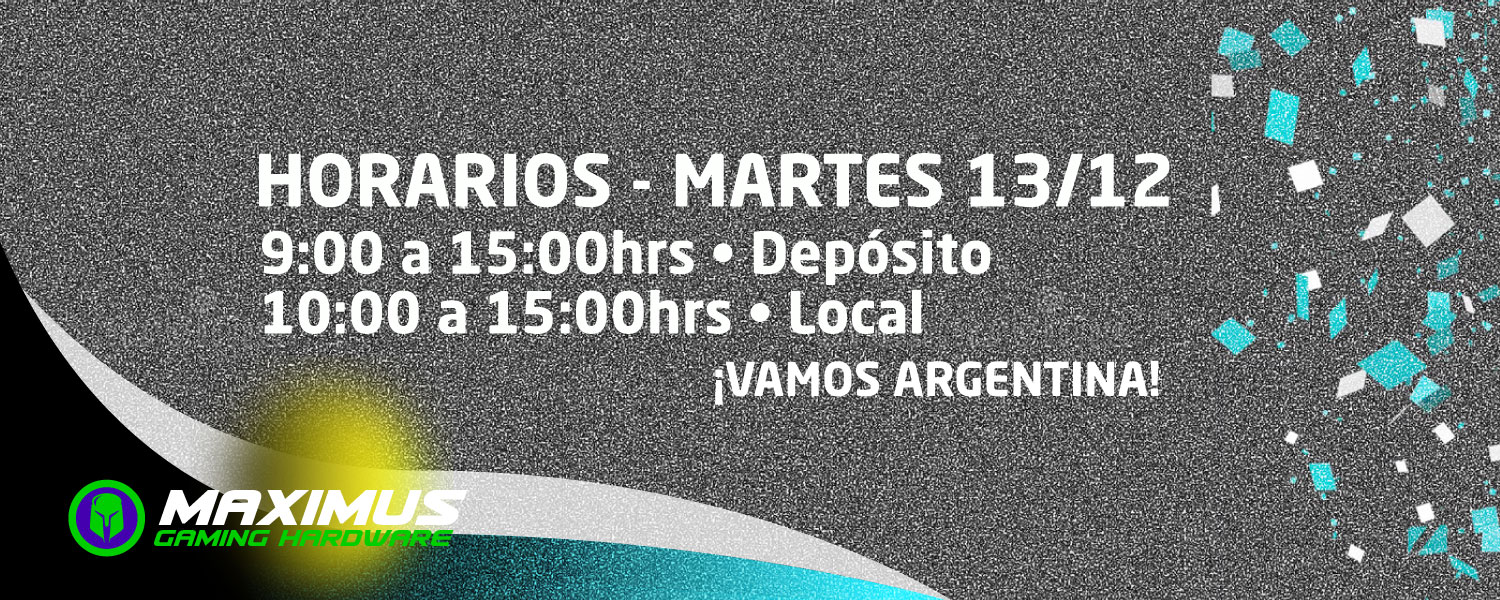 HORARIOS - MARTES 13/12
9:00 a 15:00hrs • Depósito
10:00 a 15:00hrs • Local
¡VAMOS ARGENTINA!
MAXIMUS
GAMING HARDWARE